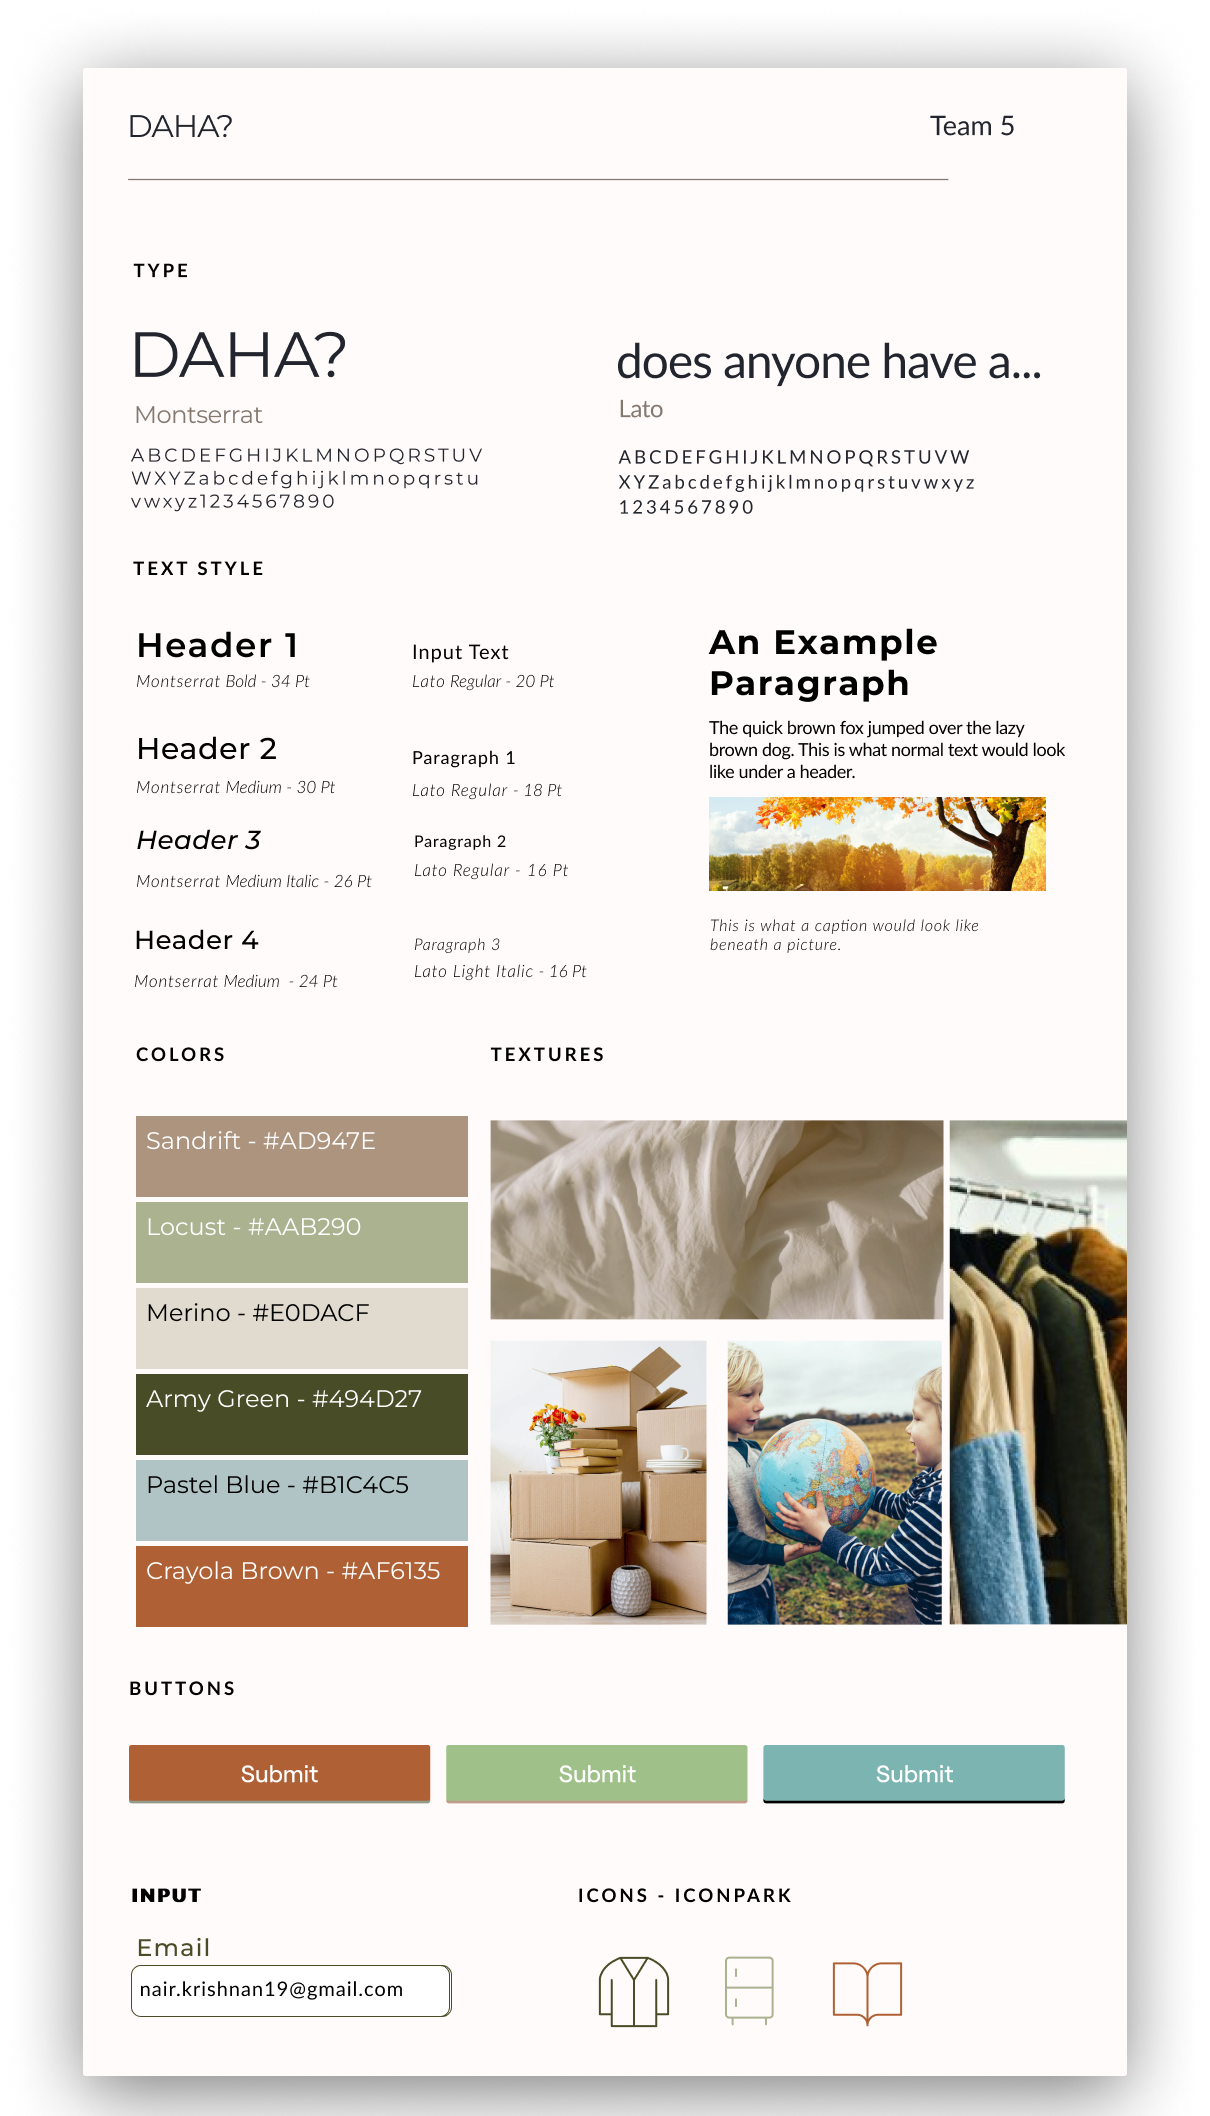 DAHA?
Team 5
TYPE
DAHA?
Montserrat
ABCDEFGHIJKLMNOPQRSTUV
WXYZabcdefghijklmnopqrstu
vwxyz1234567890
does anyone have a...
Lato
ABCDEFGHIJKLMNOPQRSTUVW
XYZabcdefghijklmnopqrstuvwxyz
1234567890
TEXT STYLE
Header 1
Montserrat Bold - 34 Pt
Header 2
Montserrat Medium - 30 Pt
Header 3
Montserrat Medium Italic - 26 Pt
Header 4
Montserrat Medium - 24 Pt
Input Text
Lato Regular - 20 Pt
Paragraph 1
Lato Regular - 18 Pt
Paragraph 2
Lato Regular - 16 Pt
Paragraph 3
Lato Light Italic - 16 Pt
An Example
Paragraph
The quick brown fox jumped over the lazy
brown dog. This is what normal text would look
like under a header.
This is what a caption would look like
beneath a picture.
COLORS
Sandrift - #AD947E
Locust - #AAB290
Merino - #E0DACF
Army Green - #494D27
Pastel Blue - #B1C4C5
Crayola Brown - #AF6135
TEXTURES
BUTTONS
Submit
Submit
Submit
INPUT
Email
nair.krishnan19@gmail.com
ICONS - ICONPARK